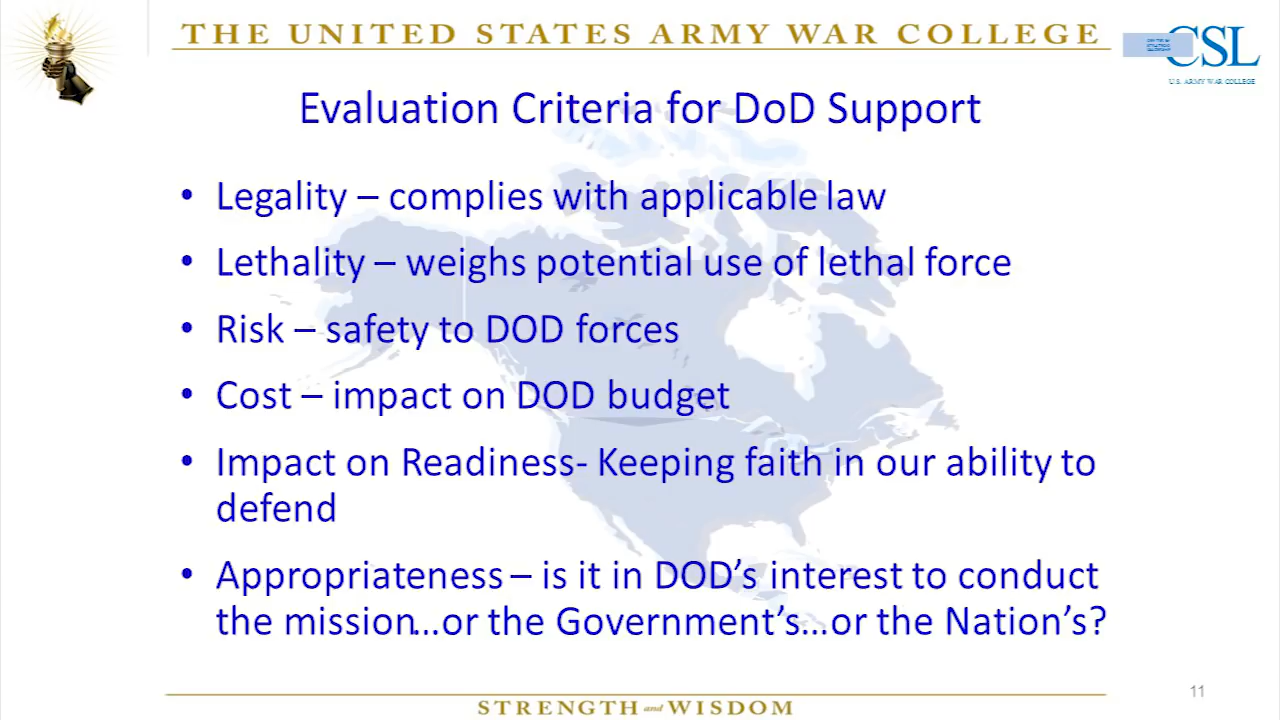 THE UNITED STATES ARMY WAR COLLEGE
CSL
U.S. ARMY WAR COLLEGE
Evaluation Criteria for DoD Support
• Legality – complies with applicable law
• Lethality – weighs potential use of lethal force
• Risk – safety to DOD forces
• Cost – impact on DOD budget
• Impact on Readiness- Keeping faith in our ability to
defend
• Appropriateness – is it in DOD’s interest to conduct
the mission…or the Government’s…or the Nation’s?
STRENGTH and WISDOM
11